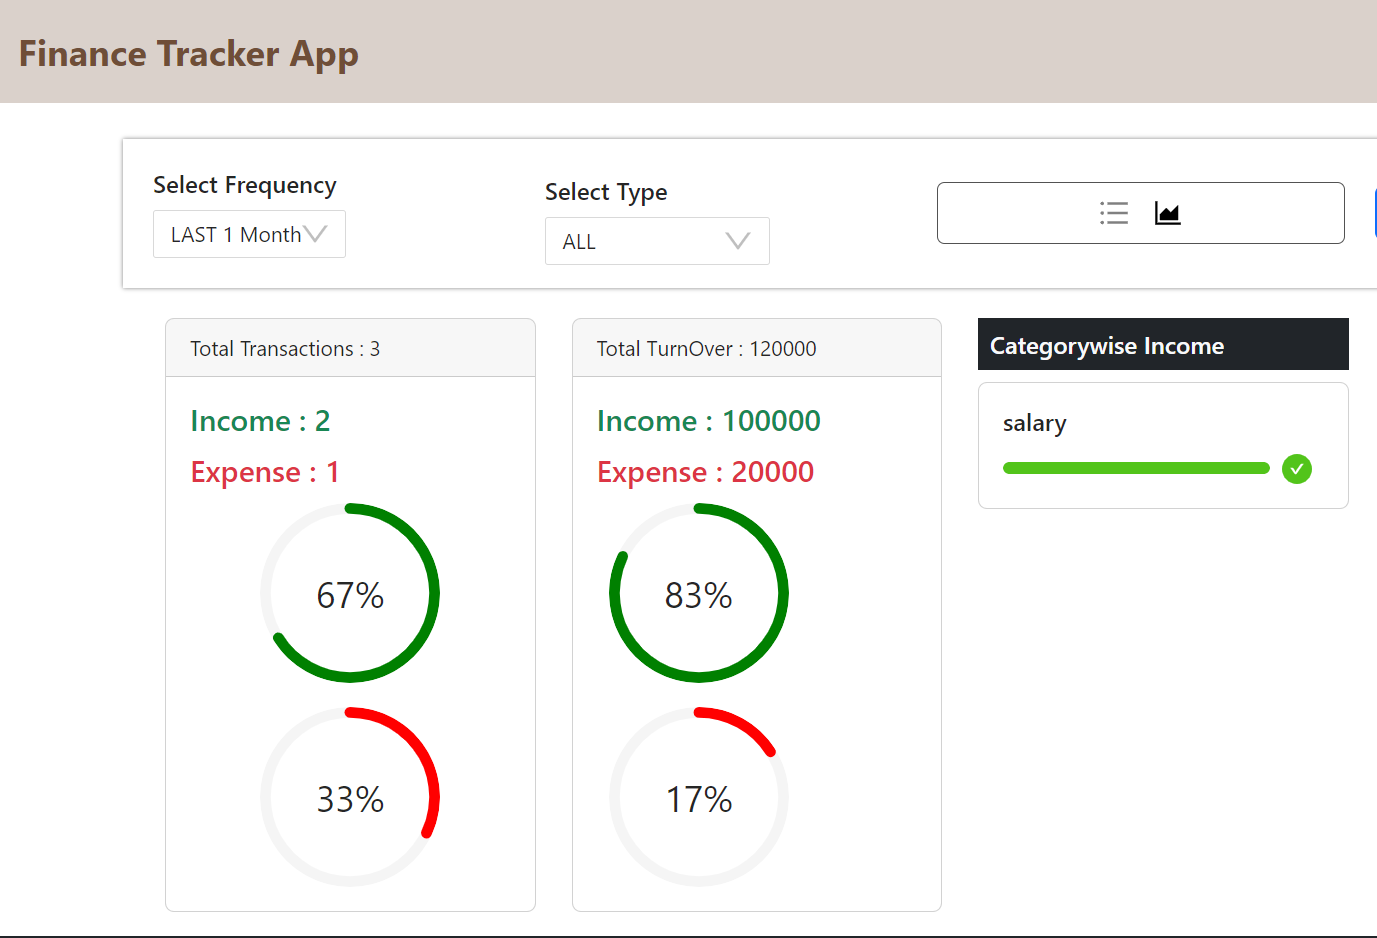 Finance Tracker App
Select Frequency
LAST 1 Month
Select Type
ALL
Total Transactions : 3
Income : 2
Expense : 1
67%
33%
Total TurnOver : 120000
Income : 100000
Expense : 20000
83%
17%
Categorywise Income
salary